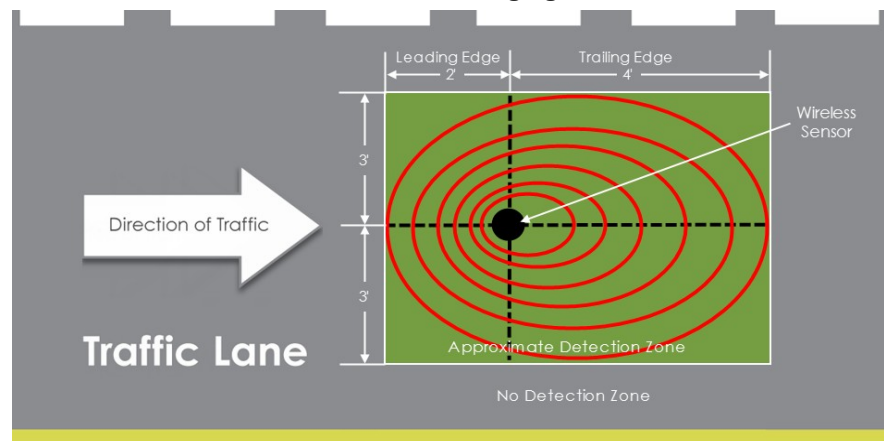 Leading Edge
2'
Trailing Edge
4'
Wireless
Sensor
3'
Direction of Traffic
3'
Traffic Lane
Approximate Detection Zone
No Detection Zone